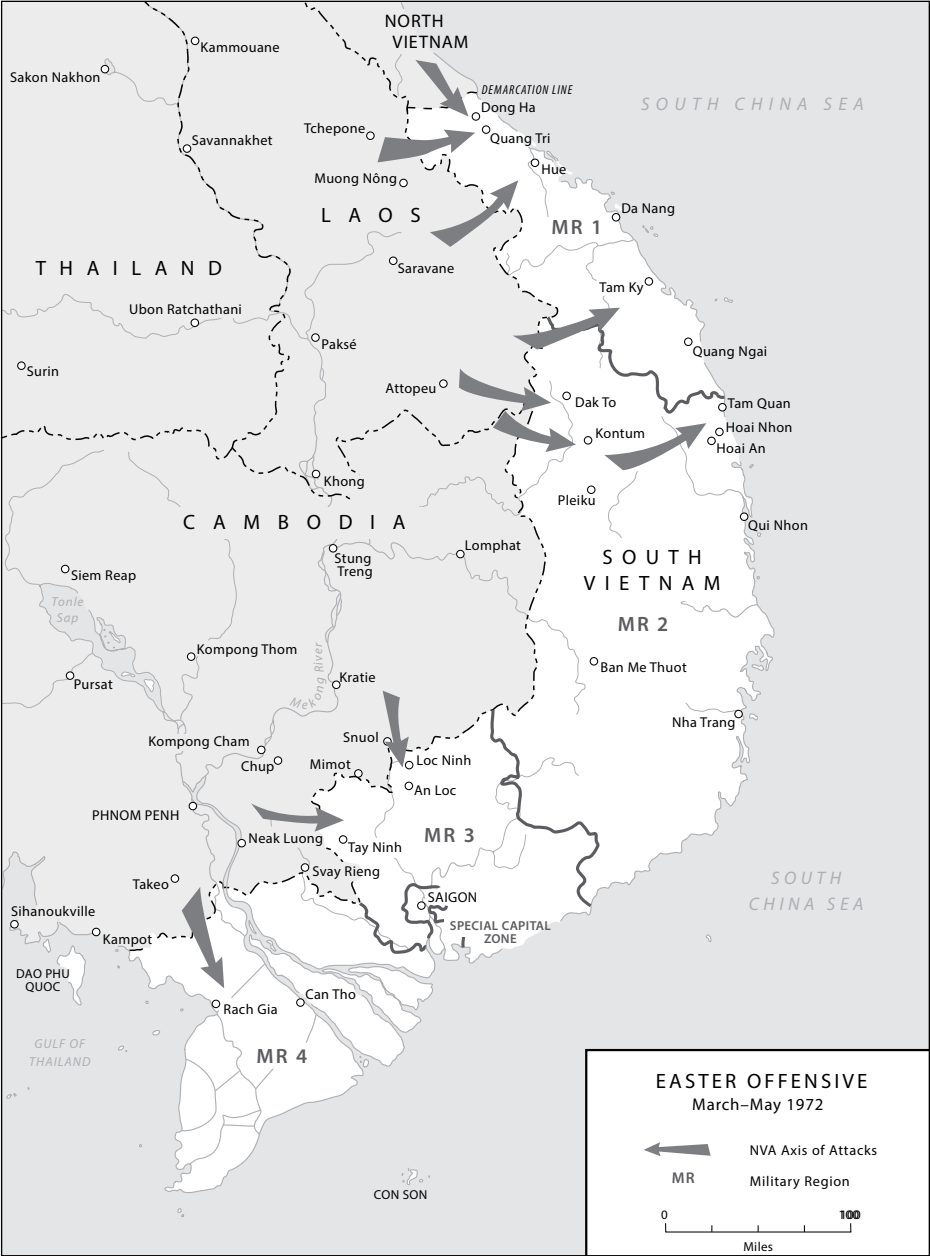 NORTH
VIETNAM
Kammouane
Sakon Nakhon
DEMARCATION LINE
SOUTH CHINA SEA
Dong Ha
Tchepone
Quang Tri
Savannakhet
Hue
Muong Nông
LAOS
Da Nang
MR 1
THAILAND
Saravane
Tam Ky
Ubon Ratchathani
Paksé
Quang Ngai
Surin
Attopeu
Dak To
Tam Quan
Kontum
Hoai Nhon
Hoai An
Khong
Pleiku
CAMBODIA
Qui Nhon
Stung
Treng
Lomphat
SOUTH
VIETNAM
Siem Reap
Tonle
Sap
MR 2
Kompong Thom
Ban Me Thuot
Mekong River
Pursat
Kratie
Nha Trang
Snuol
Kompong Cham
Loc Ninh
Chup
Mimot
An Loc
PHNOM PENH
MR 3
Neak Luong
Tay Ninh
Svay Rieng
Takeo
SOUTH
CHINA SEA
SAIGON
Sihanoukville
SPECIAL CAPITAL
ZONE
Kampot
DAO PHU
QUOC
Can Tho
Rach Gia
GULF OF
THAILAND
MR 4
CON SON
EASTER OFFENSIVE
March–May 1972
NVA Axis of Attacks
MR Military Region
0 100
Miles